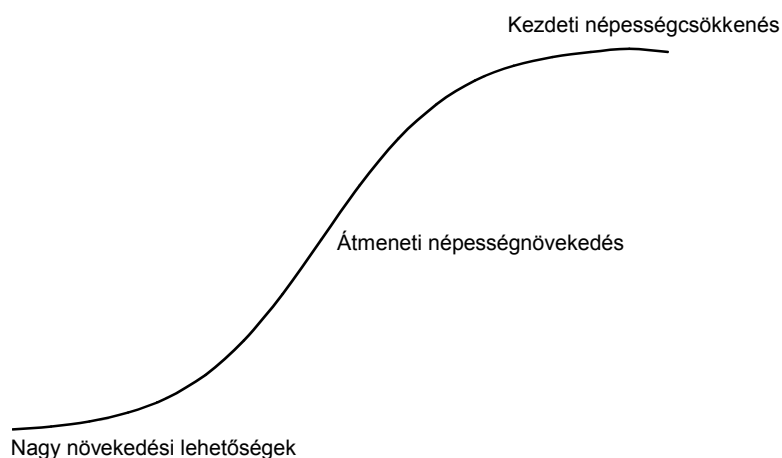 Kezdeti népességcsökkenés
Átmeneti népességnövekedés
Nagy növekedési lehetőségek